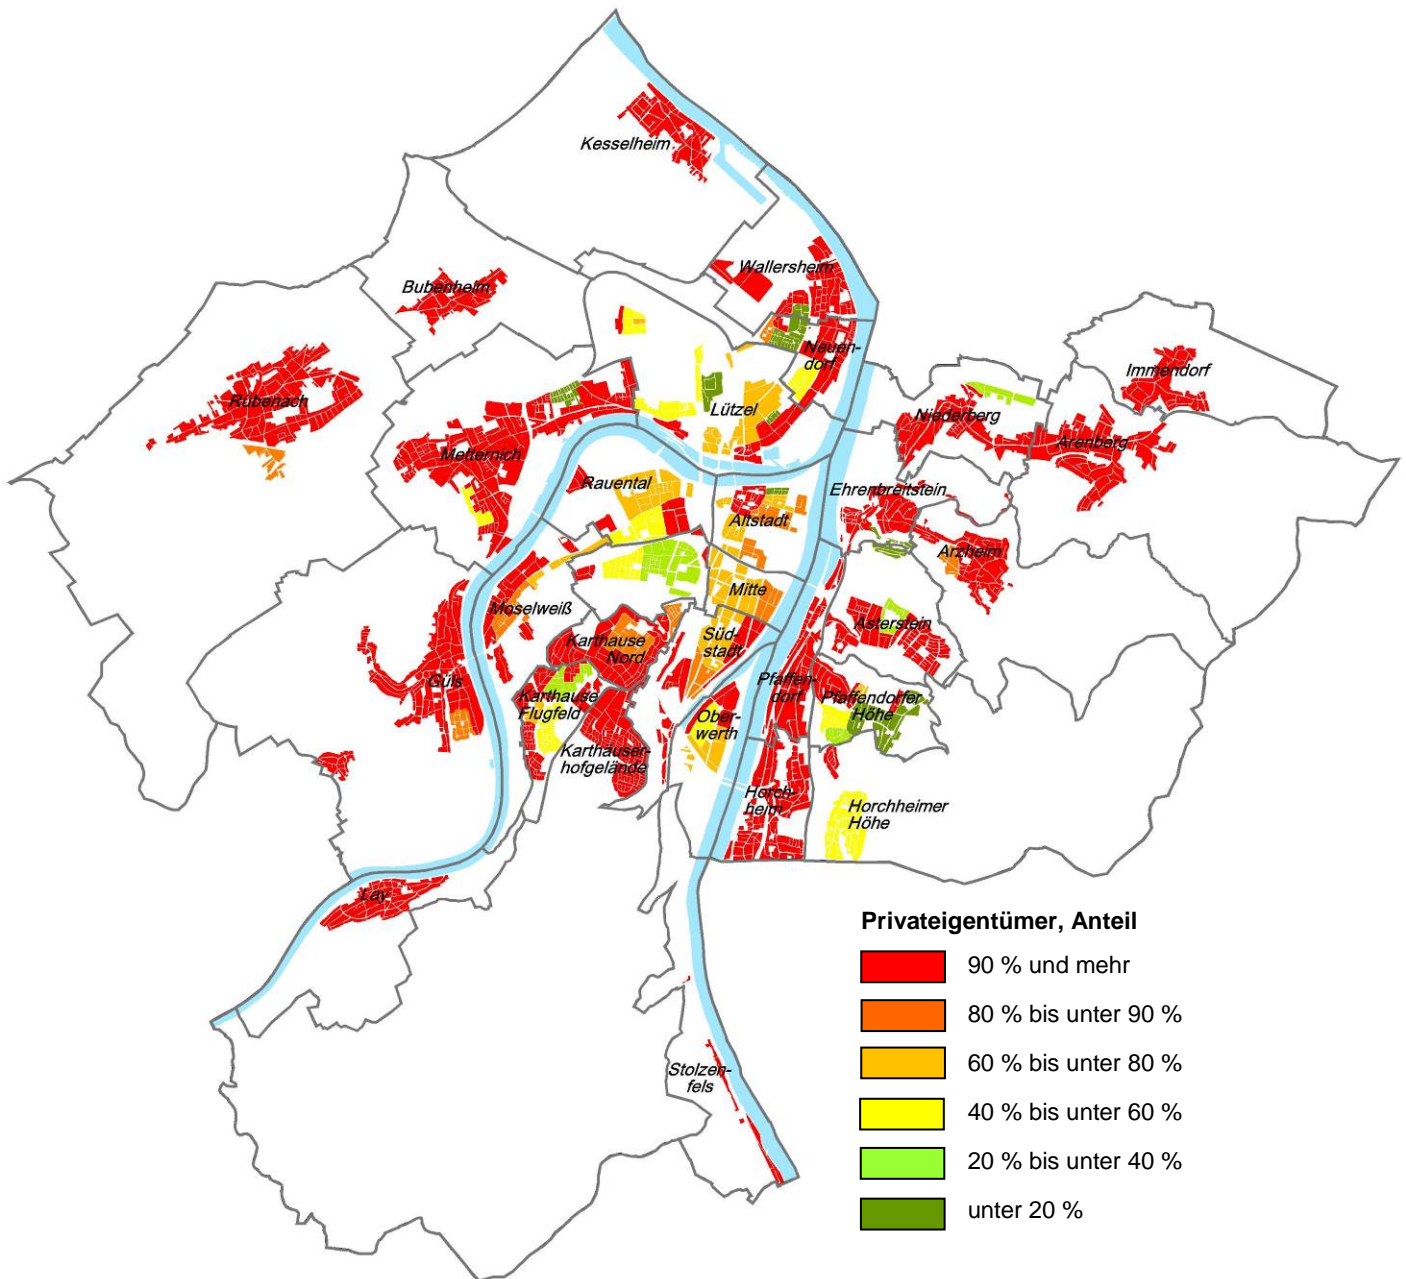 Kesselheim
Wallersheim
Bubenheim
Neuen-
dorf
Immendorf
Rübenach
Lützel
Niederberg
Arenberg
Metternich
Rauental
Ehrenbreitstein
Altstadt
Arzheim
Mitte
Moselweiß
Asterstein
Karthause
Nord
Süd-
stadt
Güls
Pfaffen-
dorf
Karthause
Flugfeld
Pfaffendorfer
Höhe
Ober-
werth
Karthäuser-
hofgelände
Horch-
heim
Horchheimer
Höhe
Lay
Stolzen-
fels
Privateigentümer, Anteil
90 % und mehr
80 % bis unter 90 %
60 % bis unter 80 %
40 % bis unter 60 %
20 % bis unter 40 %
unter 20 %